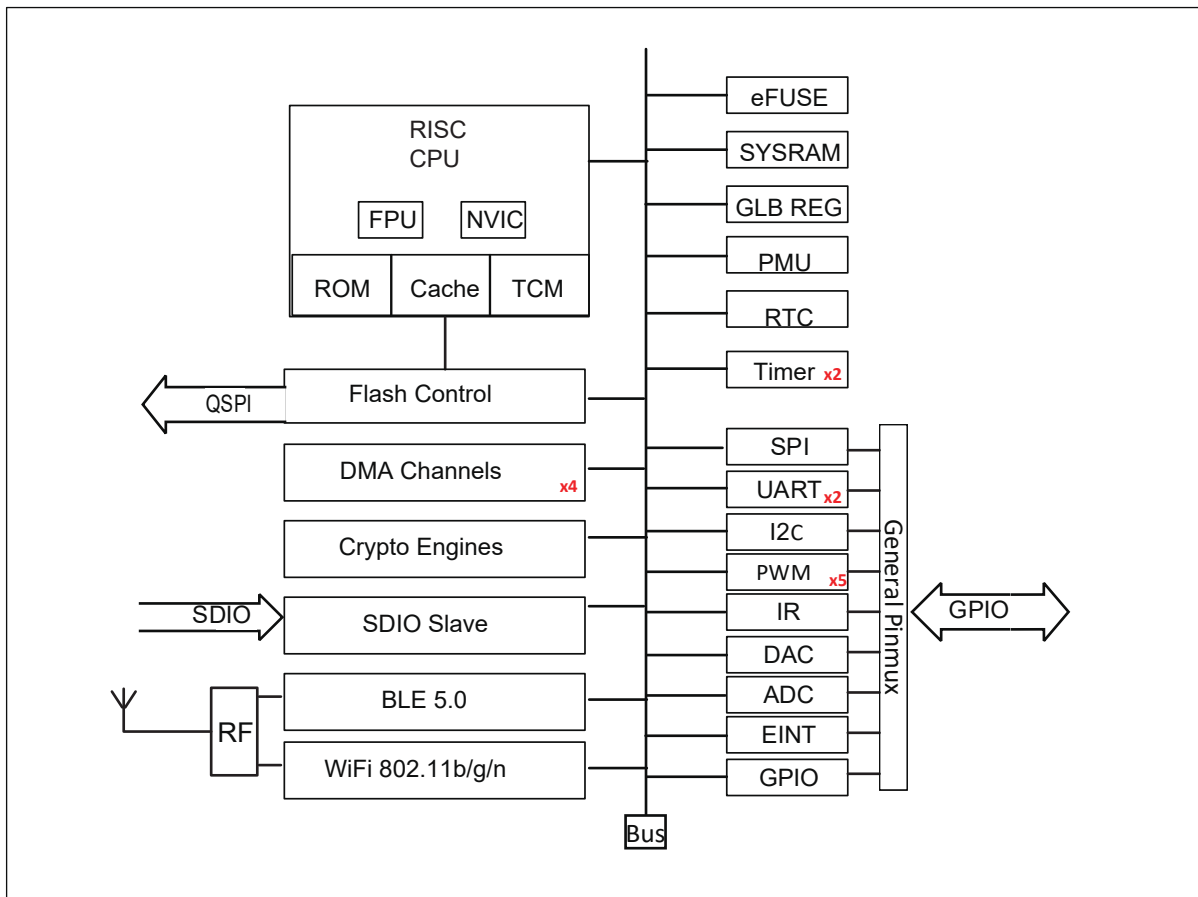 RISC
CPU
FPU
NVIC
ROM
Cache
TCM
QSPI
Flash Control
DMA Channels
x4
Crypto Engines
SDIO
SDIO Slave
RF
BLE 5.0
WiFi 802.11b/g/n
Bus
eFUSE
SYSRAM
GLB REG
PMU
RTC
Timer x2
SPI
UART x2
I2C
PWM x5
IR
DAC
ADC
EINT
GPIO
General Pinmux
GPIO